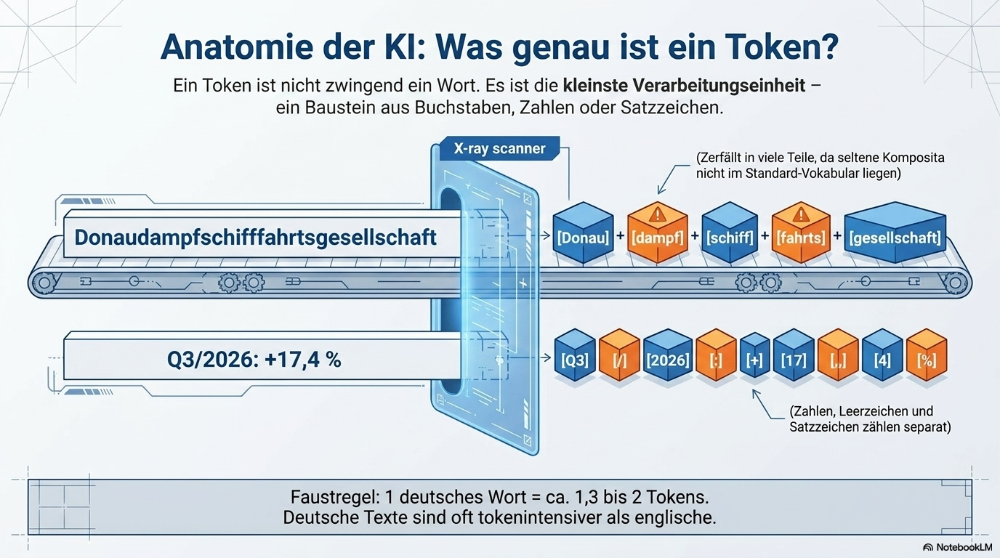 Anatomie der KI: Was genau ist ein Token?
Ein Token ist nicht zwingend ein Wort. Es ist die kleinste Verarbeitungseinheit –
ein Baustein aus Buchstaben, Zahlen oder Satzzeichen.
X-ray scanner
(Zerfällt in viele Teile, da seltene Komposita
nicht im Standard-Vokabular liegen)
Donaudampfschifffahrtsgesellschaft
[Donau] + [dampf] + [schiff] + [fahrts] + [gesellschaft]
Q3/2026: +17,4 %
[Q3] [/] [2026] [:] [+] [17] [,,] [4] [%]
(Zahlen, Leerzeichen und
Satzzeichen zählen separat)
Faustregel: 1 deutsches Wort = ca. 1,3 bis 2 Tokens.
Deutsche Texte sind oft tokenintensiver als englische.
NotebookLM